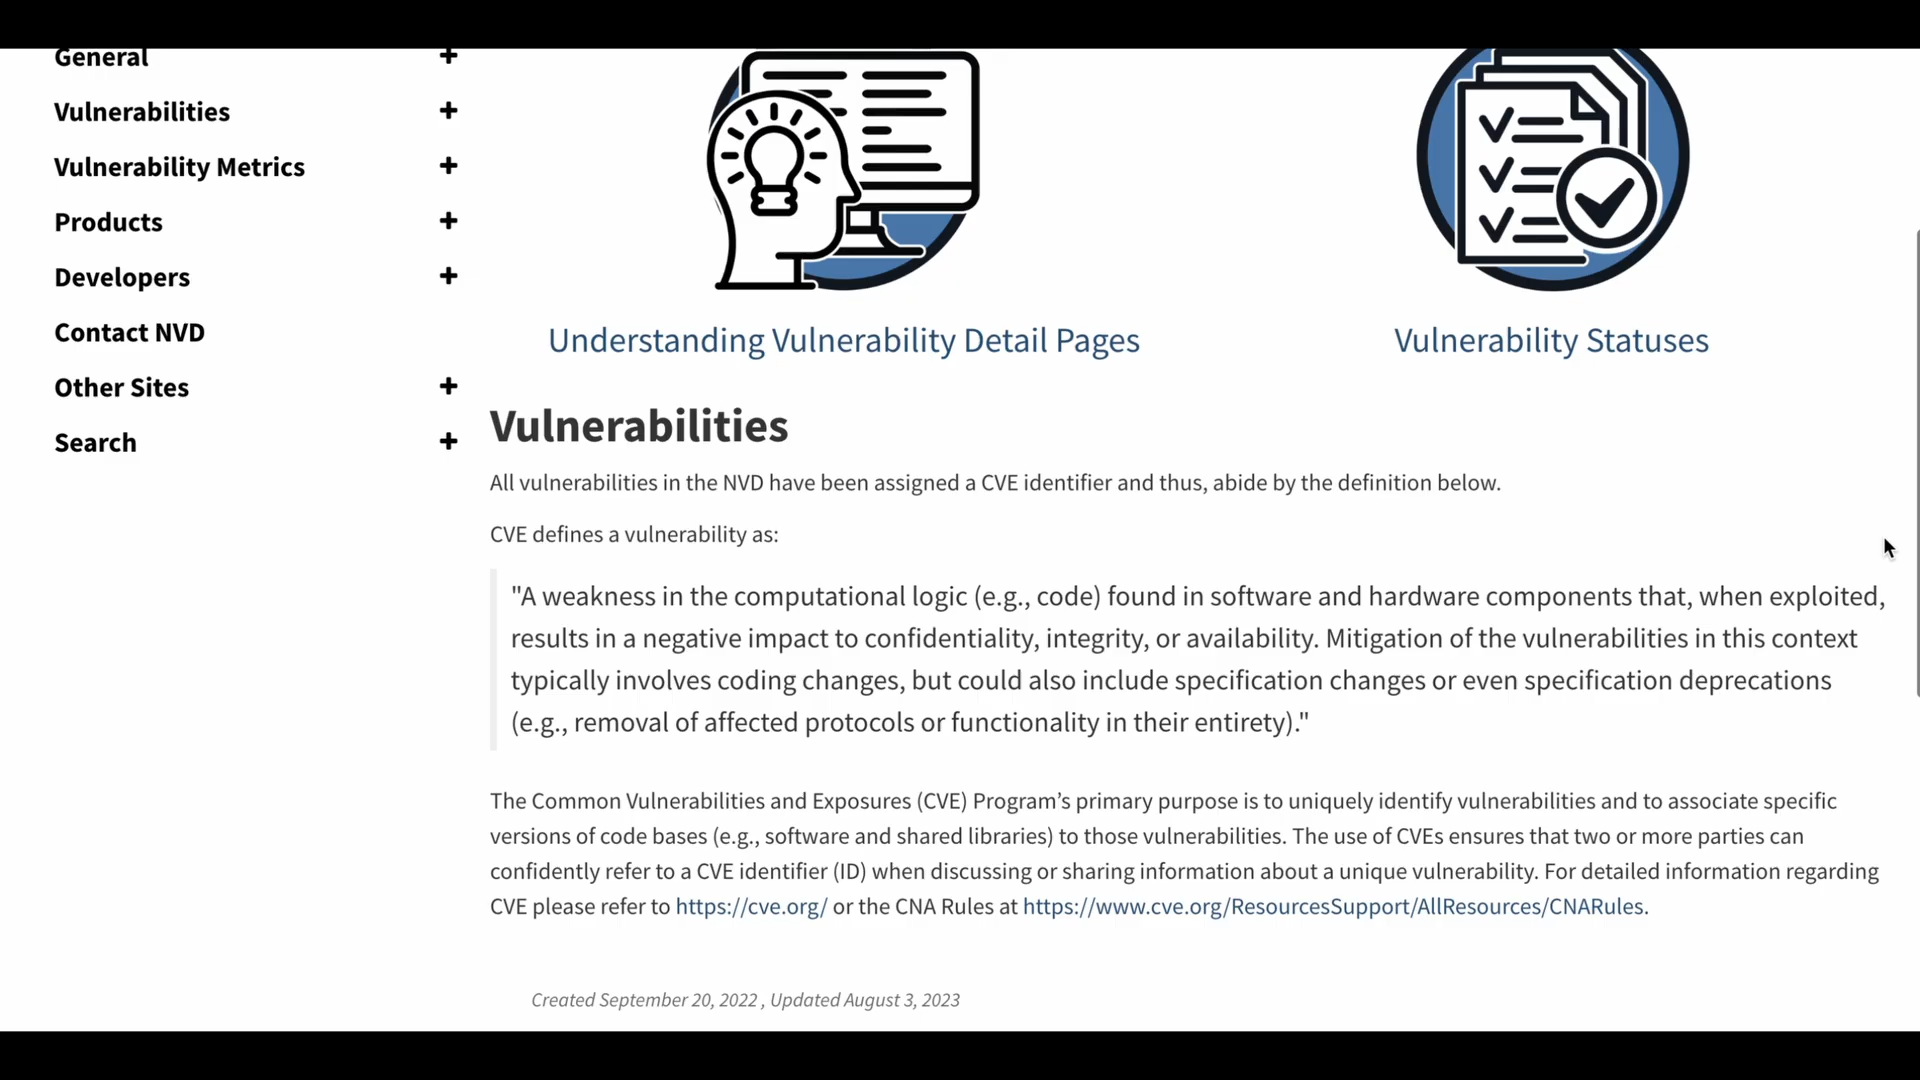 General +
Vulnerabilities +
Vulnerability Metrics +
Products +
Developers +
Contact NVD
Other Sites +
Search +
Understanding Vulnerability Detail Pages
Vulnerability Statuses
Vulnerabilities
All vulnerabilities in the NVD have been assigned a CVE identifier and thus, abide by the definition below.
CVE defines a vulnerability as:
"A weakness in the computational logic (e.g., code) found in software and hardware components that, when exploited,
results in a negative impact to confidentiality, integrity, or availability. Mitigation of the vulnerabilities in this context
typically involves coding changes, but could also include specification changes or even specification deprecations
(e.g., removal of affected protocols or functionality in their entirety)."
The Common Vulnerabilities and Exposures (CVE) Program’s primary purpose is to uniquely identify vulnerabilities and to associate specific
versions of code bases (e.g., software and shared libraries) to those vulnerabilities. The use of CVEs ensures that two or more parties can
confidently refer to a CVE identifier (ID) when discussing or sharing information about a unique vulnerability. For detailed information regarding
CVE please refer to https://cve.org/ or the CNA Rules at https://www.cve.org/ResourcesSupport/AllResources/CNARules.
Created September 20, 2022 , Updated August 3, 2023